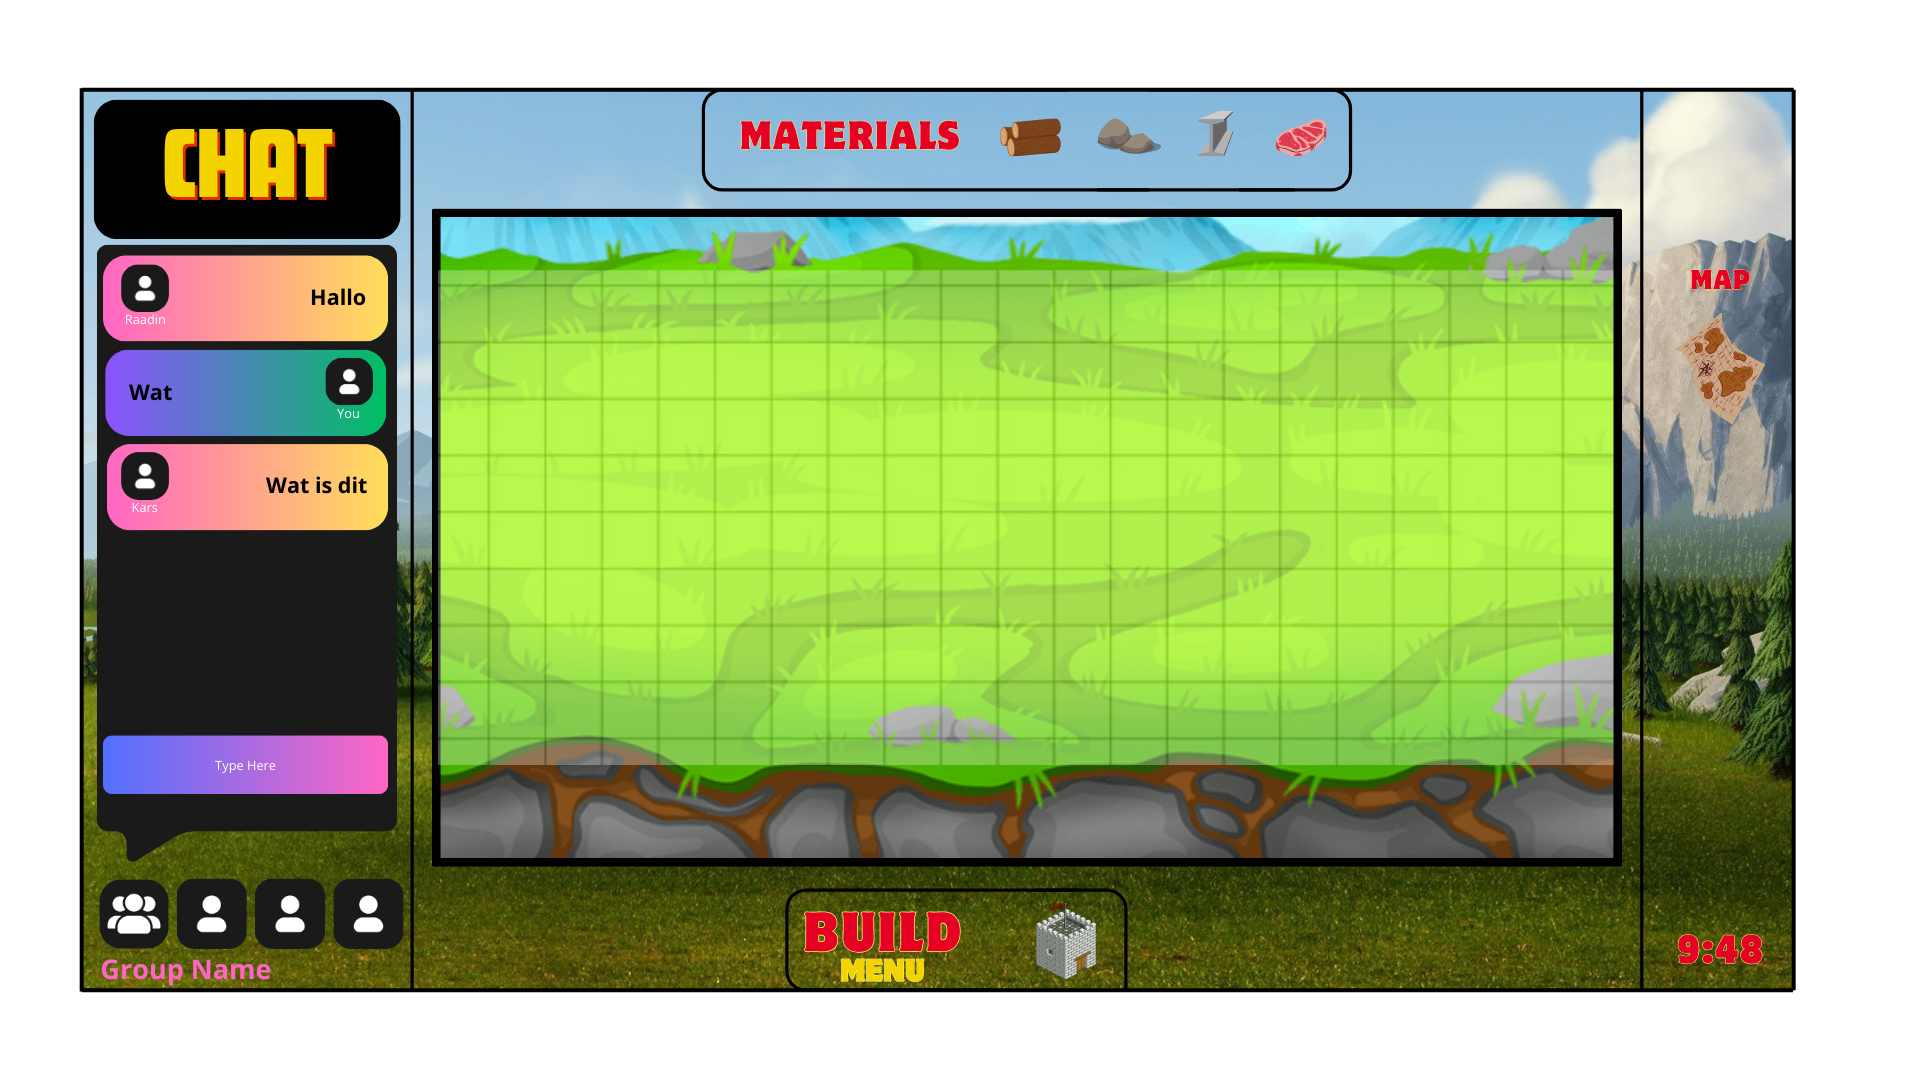 CHAT
Hallo
Raadin
Wat
You
Wat is dit
Kars
Type Here
Group Name
MATERIALS
BUILD
MENU
MAP
9:48